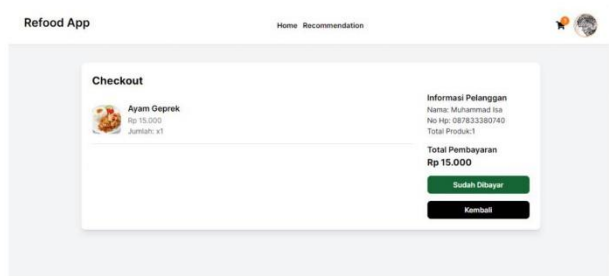 Refood App
Home Recommendation
Checkout
Ayam Geprek
Rp 15.000
Jumlah: x1
Informasi Pelanggan
Nama: Muhammad Isa
No Hp: 087833380740
Total Produk:1
Total Pembayaran
Rp 15.000
Sudah Dibayar
Kembali